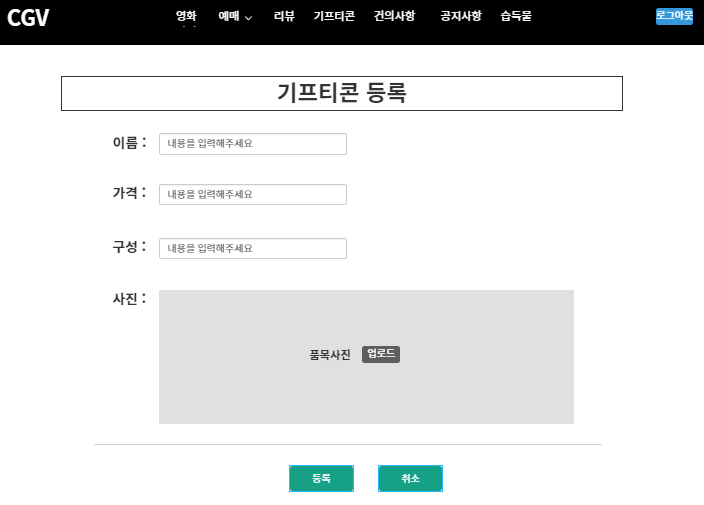 CGV 영화 예매 리뷰 기프티콘 건의사항 공지사항 습득물 로그아웃
기프티콘 등록
이름 : 내용을 입력해주세요
가격 : 내용을 입력해주세요
구성 : 내용을 입력해주세요
사진 :
품목사진 업로드
등록 취소